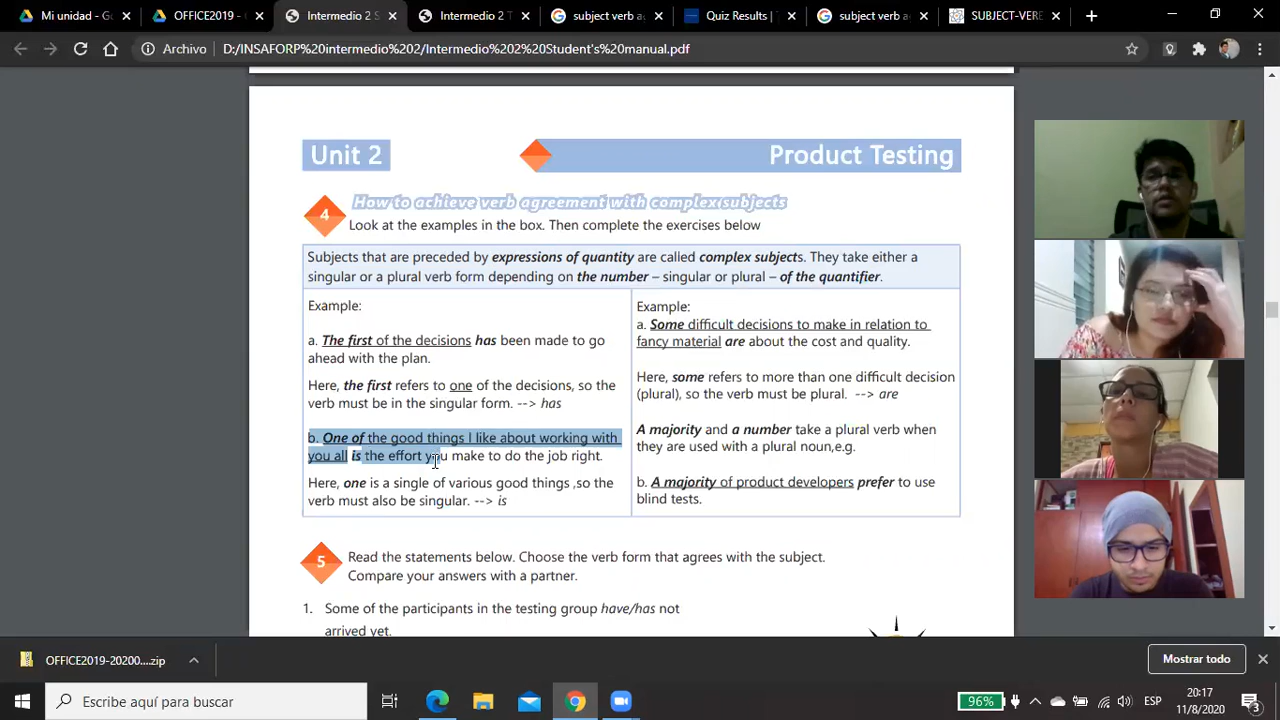 Mi unidad - G
OFFICE2019 -
Intermedio 2 S
Intermedio 2 T
subject verb a
Quiz Results |
subject verb a
SUBJECT-VERB
Archivo
D:/INSAFORP%20intermedio%202/Intermedio%202%20Student's%20manual.pdf
Unit 2
Product Testing
4
How to achieve verb agreement with complex subjects
Look at the examples in the box. Then complete the exercises below
Subjects that are preceded by expressions of quantity are called complex subjects. They take either a
singular or a plural verb form depending on the number – singular or plural – of the quantifier.
Example:
a. The first of the decisions has been made to go
ahead with the plan.
Here, the first refers to one of the decisions, so the
verb must be in the singular form. --> has
b. One of the good things I like about working with
you all is the effort you make to do the job right.
Here, one is a single of various good things ,so the
verb must also be singular. --> is
Example:
a. Some difficult decisions to make in relation to
fancy material are about the cost and quality.
Here, some refers to more than one difficult decision
(plural), so the verb must be plural. --> are
A majority and a number take a plural verb when
they are used with a plural noun,e.g.
b. A majority of product developers prefer to use
blind tests.
5
Read the statements below. Choose the verb form that agrees with the subject.
Compare your answers with a partner.
1. Some of the participants in the testing group have/has not
arrived yet.
OFFICE2019-20200....zip
Mostrar todo
Escribe aquí para buscar
96%
ESP
20:17
11/8/2020
3